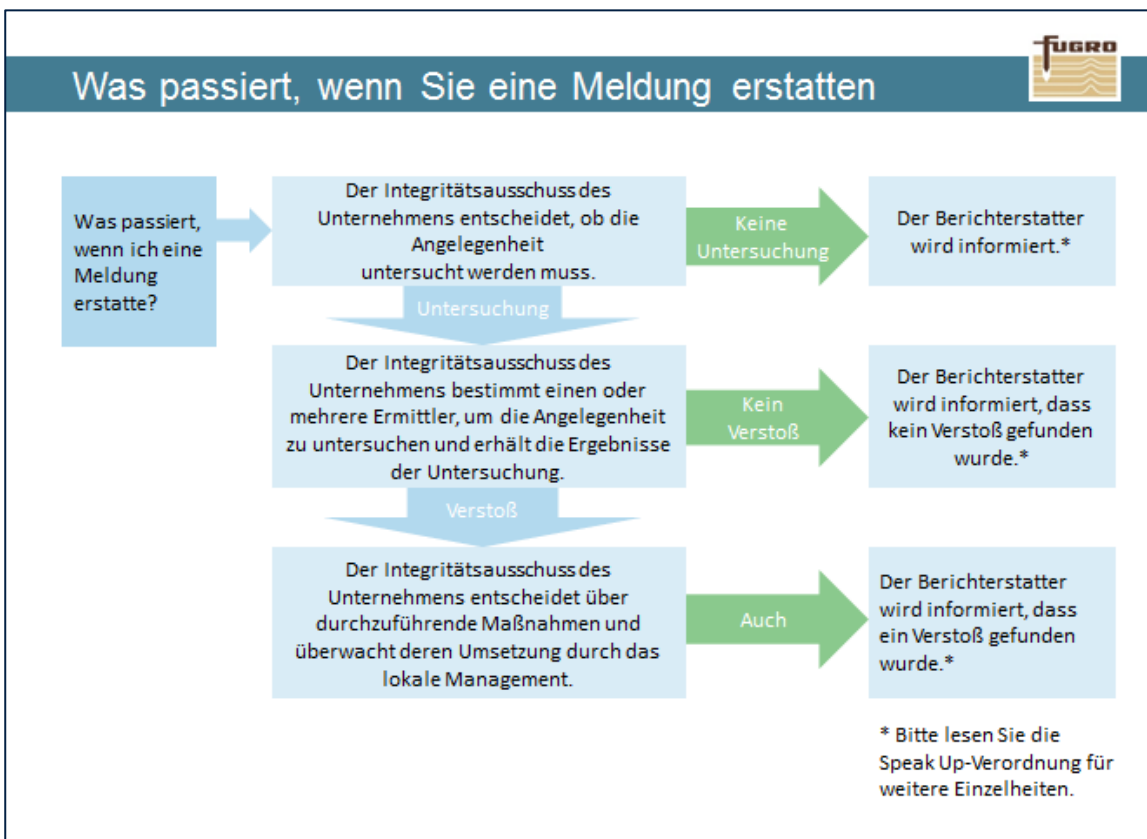 fUGRO
Was passiert, wenn Sie eine Meldung erstatten
Was passiert,
wenn ich eine
Meldung
erstatte?
Der Integritätsausschuss des
Unternehmens entscheidet, ob die
Angelegenheit
untersucht werden muss.
Keine
Untersuchung
Der Berichterstatter
wird informiert.*
Untersuchung
Der Integritätsausschuss des
Unternehmens bestimmt einen oder
mehrere Ermittler, um die Angelegenheit
zu untersuchen und erhält die Ergebnisse
der Untersuchung.
Kein
Verstoß
Der Berichterstatter
wird informiert, dass
kein Verstoß gefunden
wurde.*
Verstoß
Der Integritätsausschuss des
Unternehmens entscheidet über
durchzuführende Maßnahmen und
überwacht deren Umsetzung durch das
lokale Management.
Auch
Der Berichterstatter
wird informiert, dass
ein Verstoß gefunden
wurde.*
* Bitte lesen Sie die
Speak Up-Verordnung für
weitere Einzelheiten.